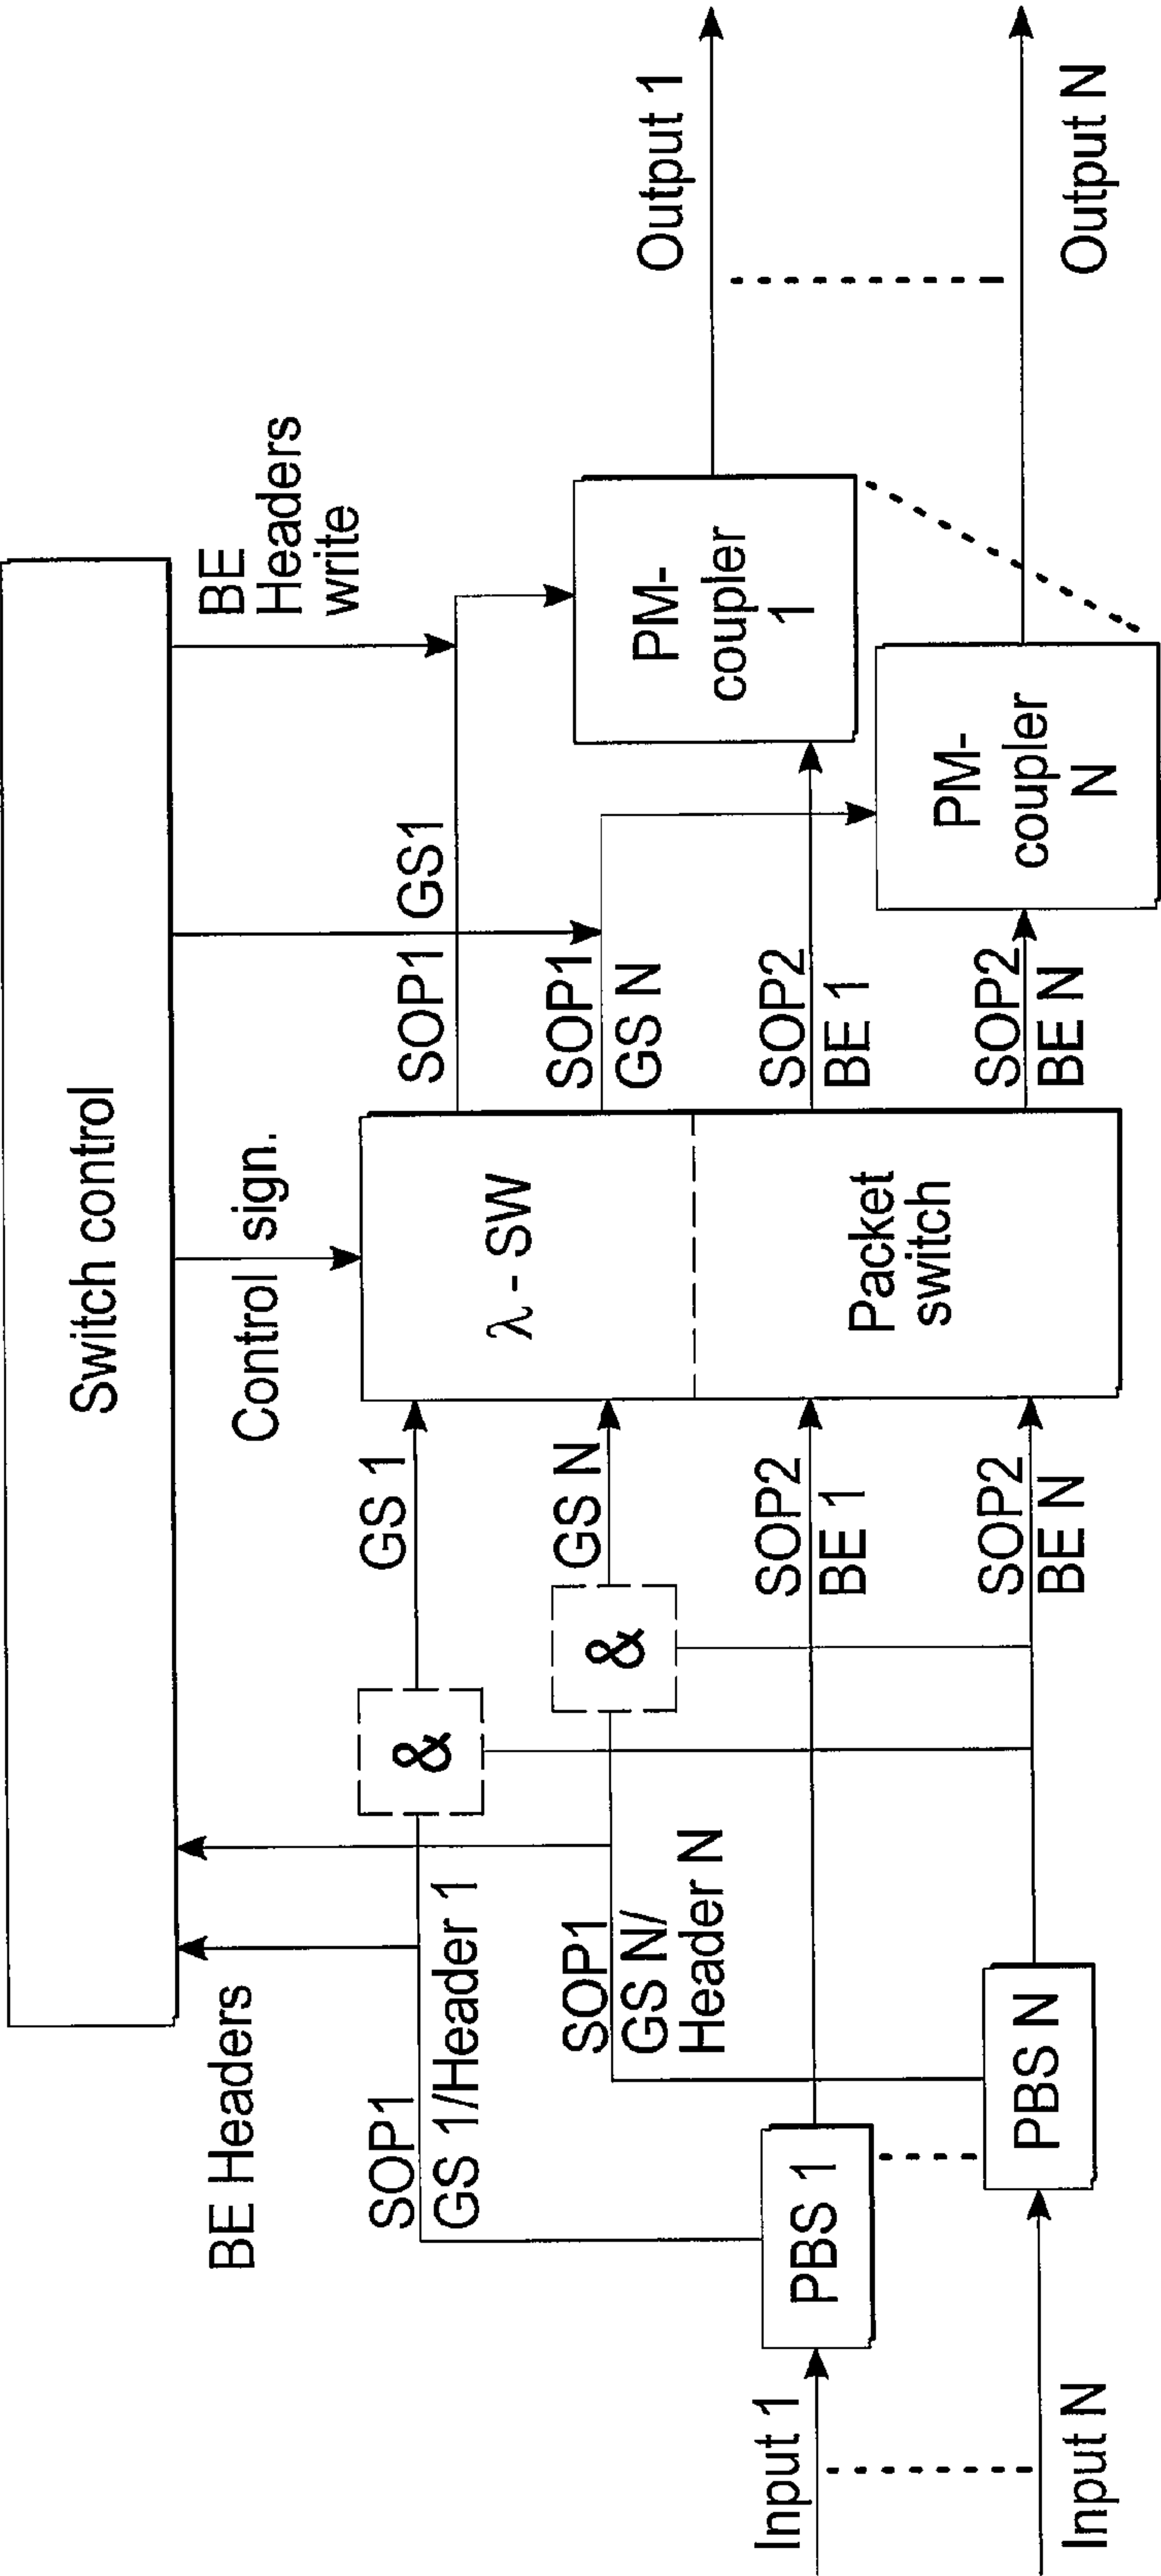 Switch control
BE Headers
Control sign.
BE
Headers
write
SOP1
GS 1/Header 1
&
GS 1
SOP1 GS1
SOP1
GS N/
Header N
&
GS N
λ - SW
SOP1
GS N
PM-
coupler
1
Output 1
Input 1
PBS 1
SOP2
BE 1
Packet
switch
SOP2
BE 1
PM-
coupler
N
Input N
PBS N
SOP2
BE N
SOP2
BE N
Output N